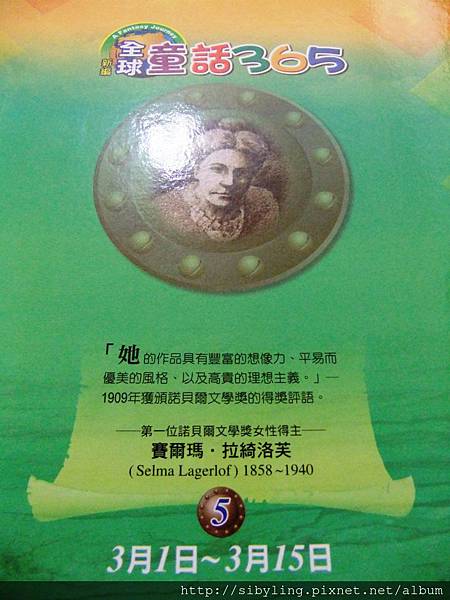 A Fantasy Journey
新編
全球童話365
「她的作品具有豐富的想像力、平易而
優美的風格、以及高貴的理想主義。」─
1909年獲頒諾貝爾文學獎的得獎評語。
──第一位諾貝爾文學獎女性得主──
賽爾瑪・拉綺洛芙
( Selma Lagerlof ) 1858 ~1940
5
3月1日~3月15日
http://sibyling.pixnet.net/album